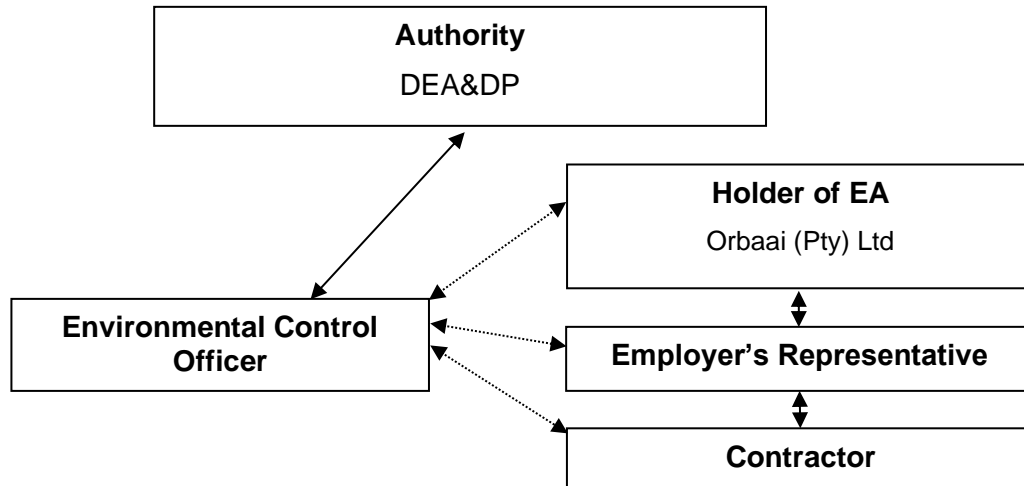 Authority
DEA&DP
Holder of EA
Orbaai (Pty) Ltd
Environmental Control
Officer
Employer’s Representative
Contractor